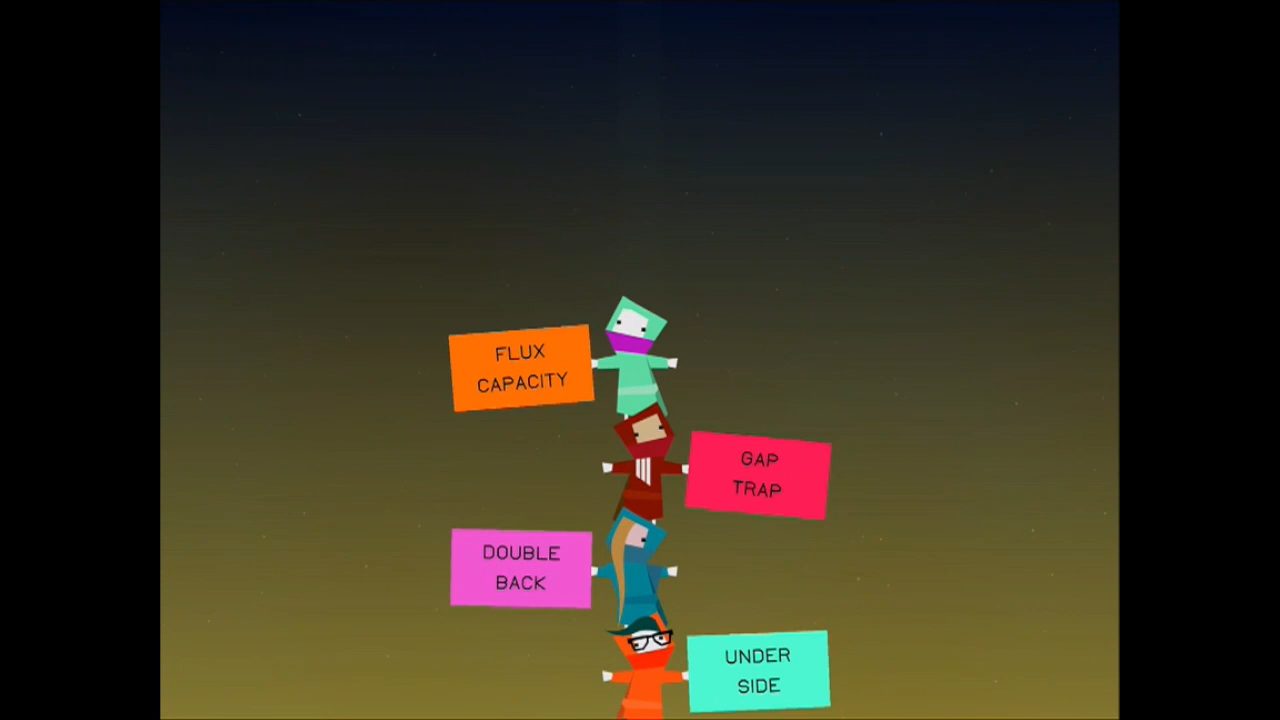 FLUX
CAPACITY
GAP
TRAP
DOUBLE
BACK
UNDER
SIDE